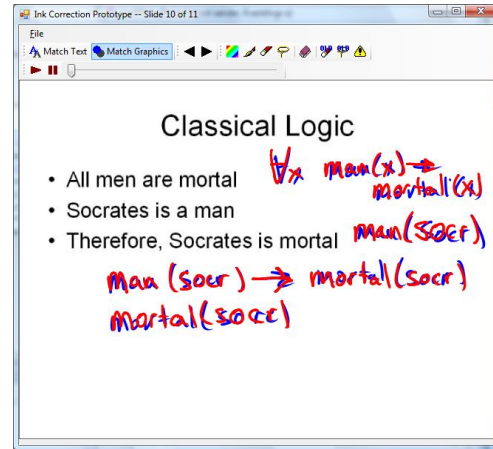 Ink Correction Prototype -- Slide 10 of 11
File
Match Text Match Graphics
Classical Logic
∀x man(x) →
mortal(x)
• All men are mortal
• Socrates is a man
man(socr)
• Therefore, Socrates is mortal
man (socr) → mortal(socr)
mortal(socr)